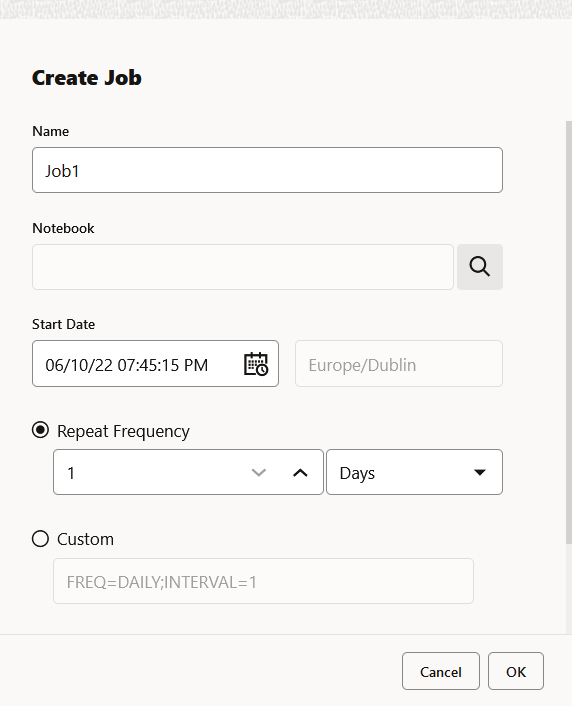 Create Job
Name
Job1
Notebook
Start Date
06/10/22 07:45:15 PM
Europe/Dublin
Repeat Frequency
1
Days
Custom
FREQ=DAILY;INTERVAL=1
Cancel
OK